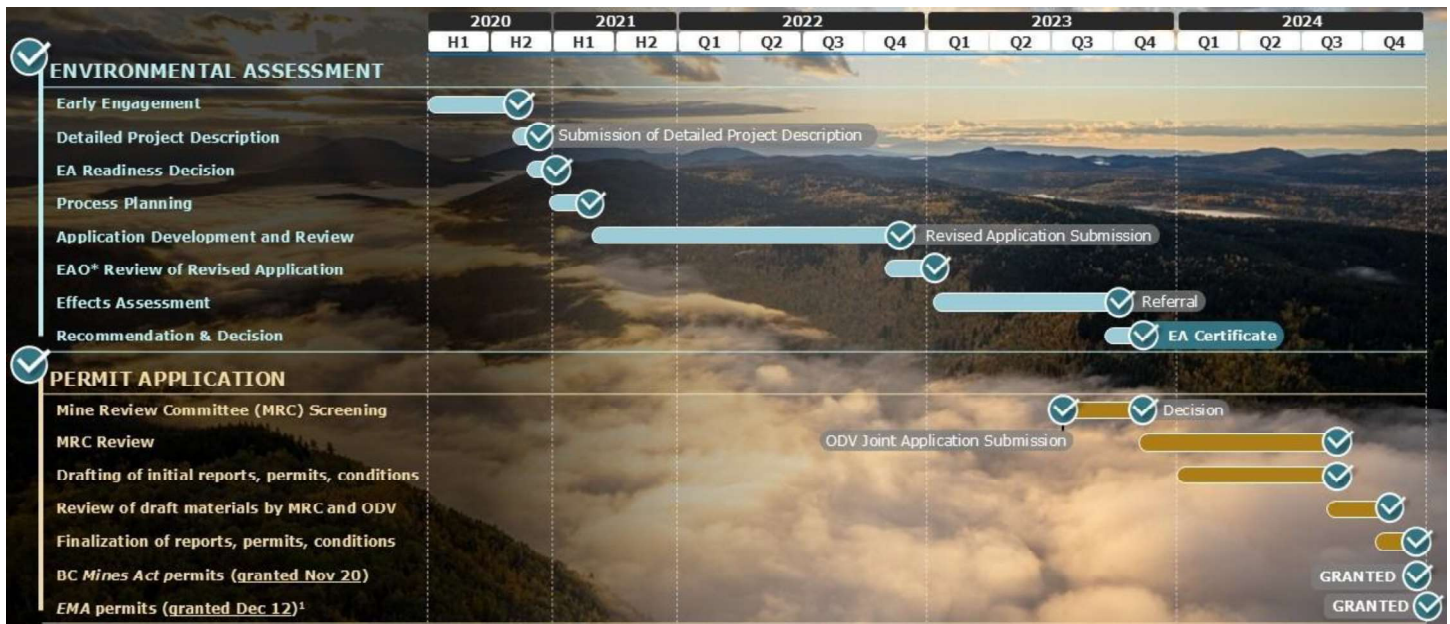 2020 2021 2022 2023 2024
H1 H2 H1 H2 Q1 Q2 Q3 Q4 Q1 Q2 Q3 Q4 Q1 Q2 Q3 Q4
ENVIRONMENTAL ASSESSMENT
Early Engagement
Detailed Project Description Submission of Detailed Project Description
EA Readiness Decision
Process Planning
Application Development and Review Revised Application Submission
EAO* Review of Revised Application
Effects Assessment Referral
Recommendation & Decision EA Certificate
PERMIT APPLICATION
Mine Review Committee (MRC) Screening Decision
MRC Review ODV Joint Application Submission
Drafting of initial reports, permits, conditions
Review of draft materials by MRC and ODV
Finalization of reports, permits, conditions
BC Mines Act permits (granted Nov 20) GRANTED
EMA permits (granted Dec 12)¹ GRANTED